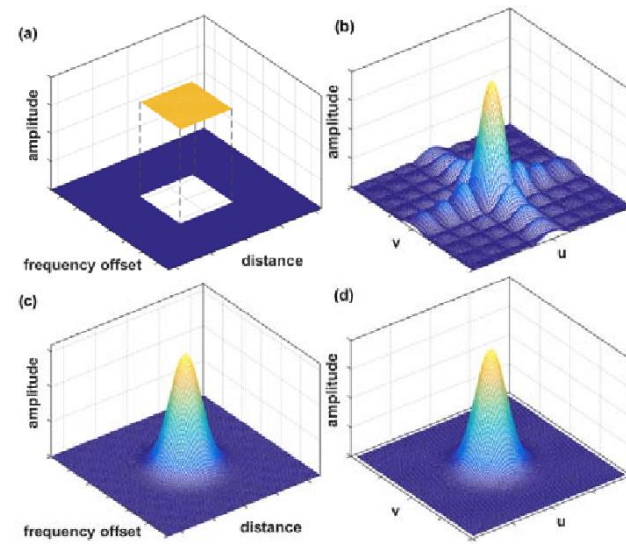 (a)
amplitude
frequency offset
distance
(b)
amplitude
v
u
(c)
amplitude
frequency offset
distance
(d)
amplitude
v
u